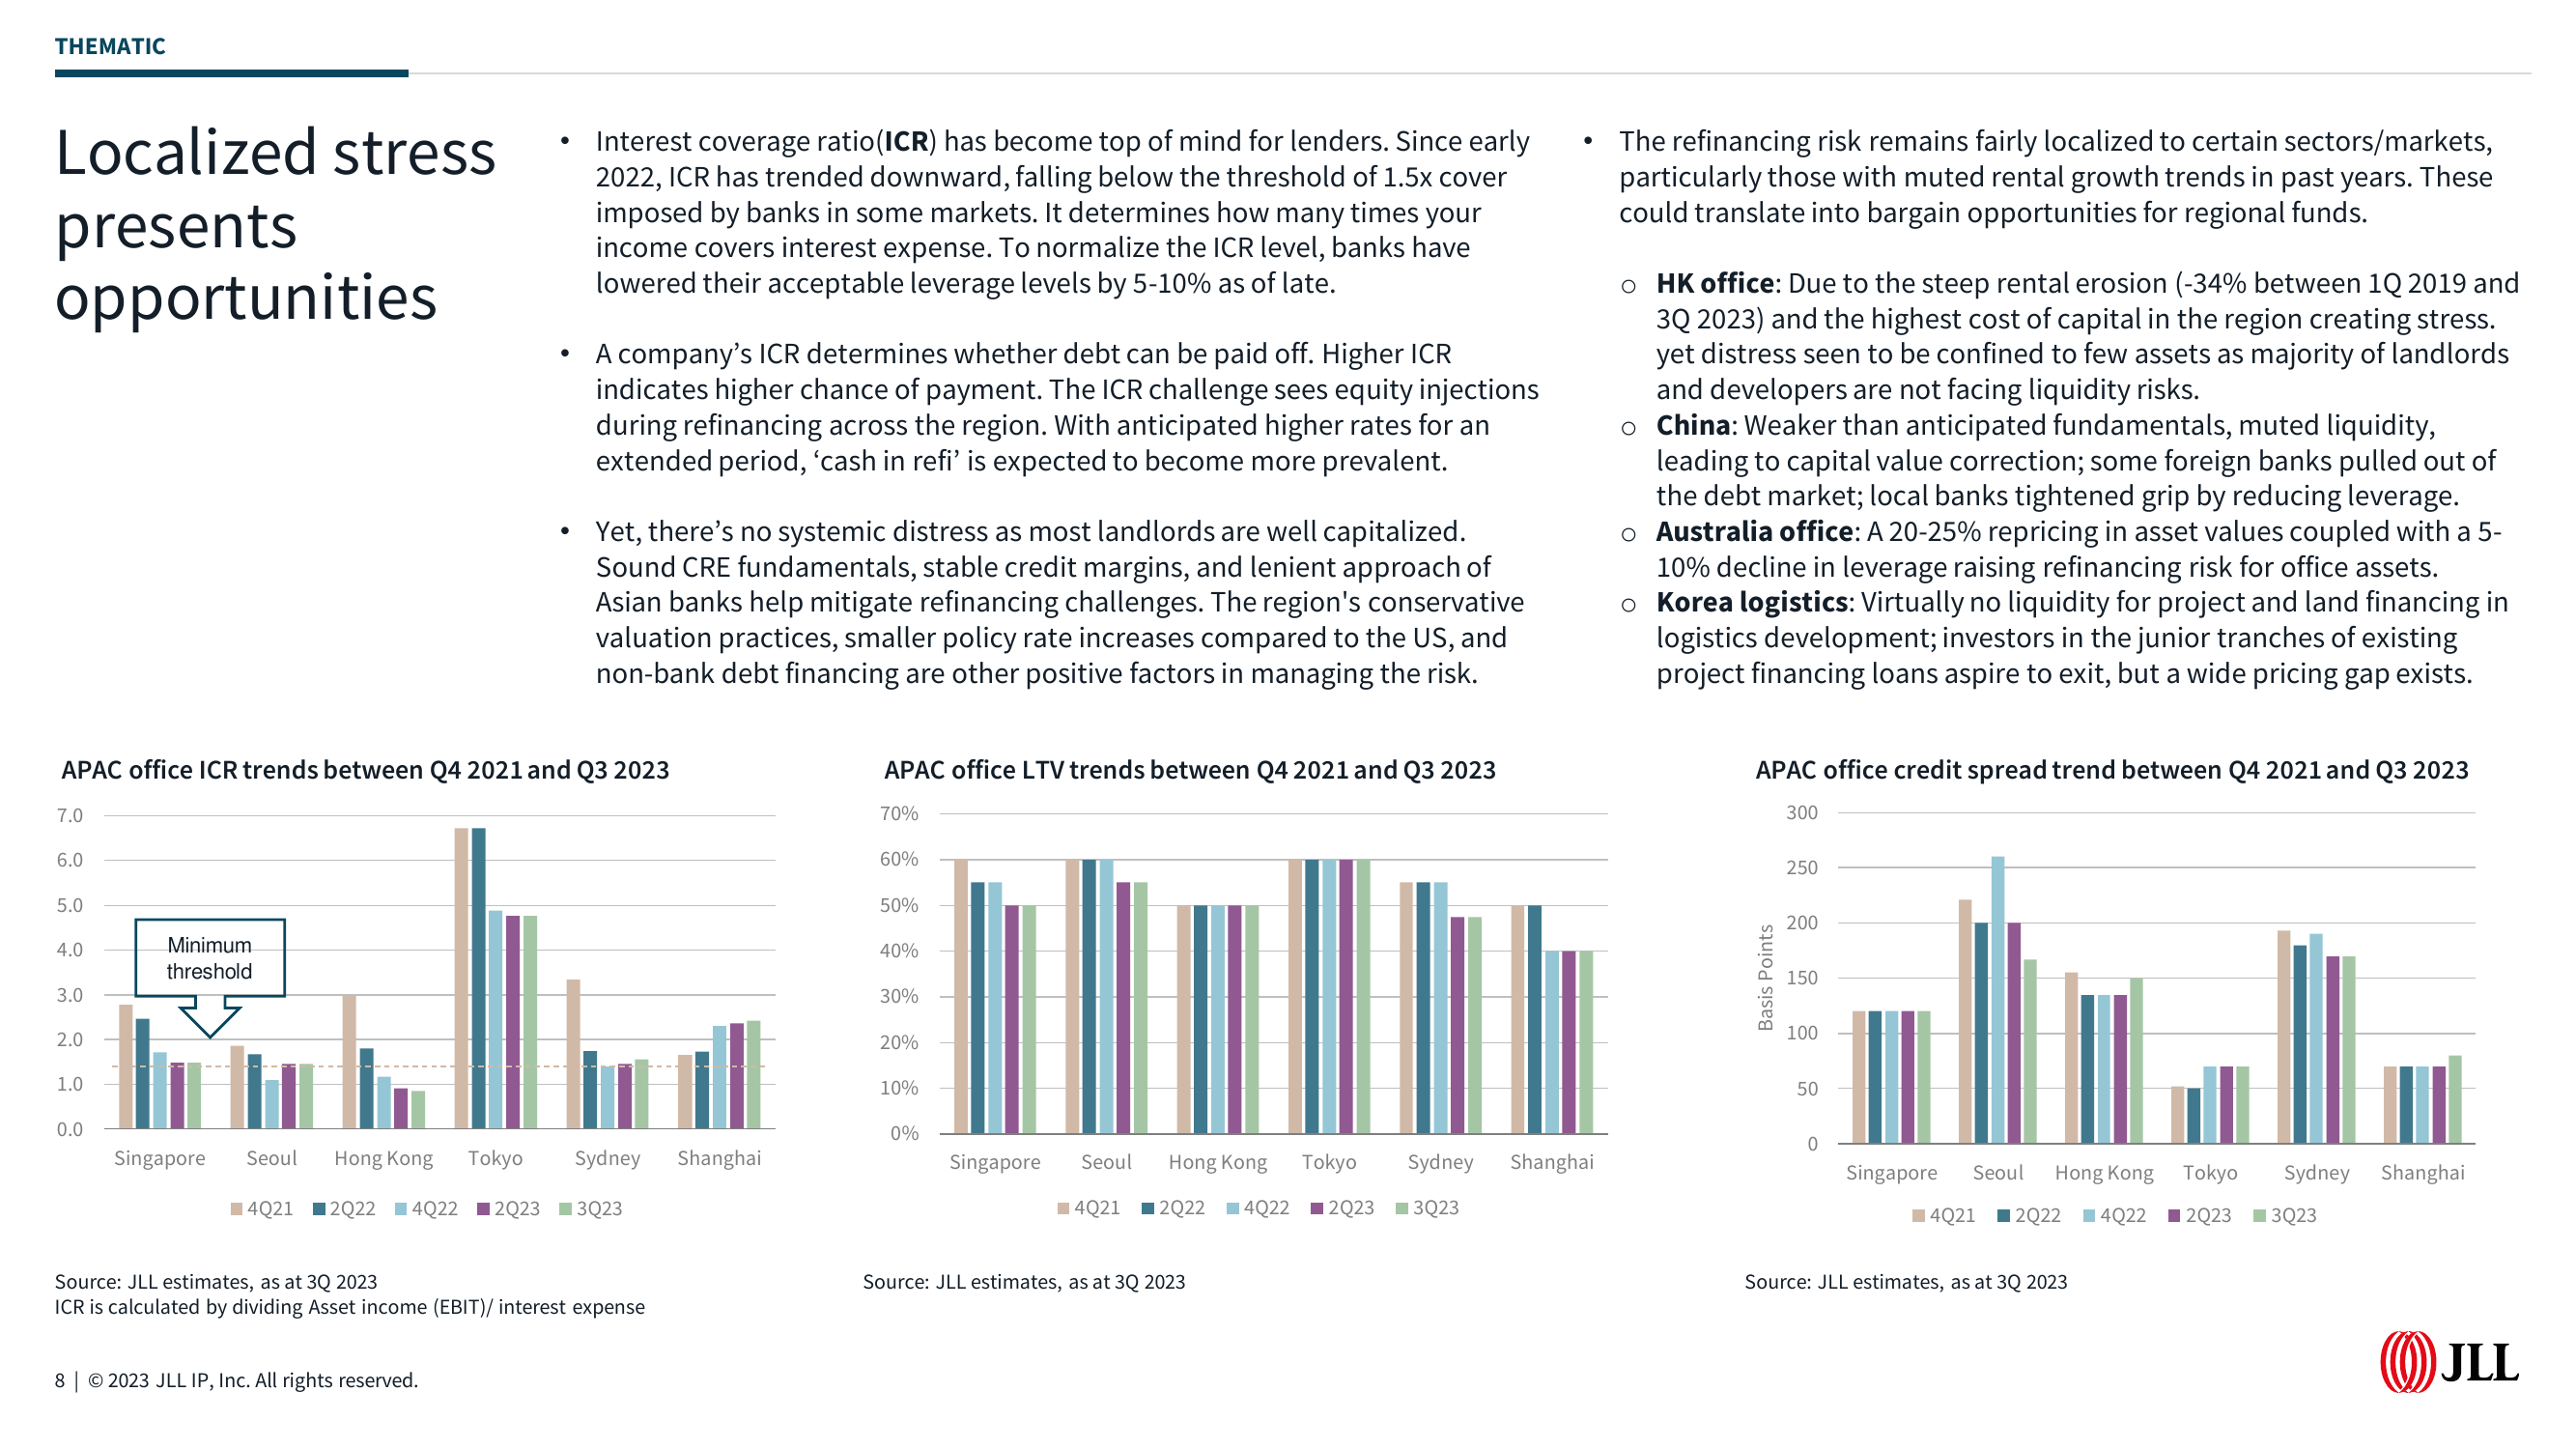 THEMATIC
Localized stress
presents
opportunities
• Interest coverage ratio(ICR) has become top of mind for lenders. Since early
2022, ICR has trended downward, falling below the threshold of 1.5x cover
imposed by banks in some markets. It determines how many times your
income covers interest expense. To normalize the ICR level, banks have
lowered their acceptable leverage levels by 5-10% as of late.
• A company’s ICR determines whether debt can be paid off. Higher ICR
indicates higher chance of payment. The ICR challenge sees equity injections
during refinancing across the region. With anticipated higher rates for an
extended period, ‘cash in refi’ is expected to become more prevalent.
• Yet, there’s no systemic distress as most landlords are well capitalized.
Sound CRE fundamentals, stable credit margins, and lenient approach of
Asian banks help mitigate refinancing challenges. The region's conservative
valuation practices, smaller policy rate increases compared to the US, and
non-bank debt financing are other positive factors in managing the risk.
• The refinancing risk remains fairly localized to certain sectors/markets,
particularly those with muted rental growth trends in past years. These
could translate into bargain opportunities for regional funds.
o HK office: Due to the steep rental erosion (-34% between 1Q 2019 and
3Q 2023) and the highest cost of capital in the region creating stress.
yet distress seen to be confined to few assets as majority of landlords
and developers are not facing liquidity risks.
o China: Weaker than anticipated fundamentals, muted liquidity,
leading to capital value correction; some foreign banks pulled out of
the debt market; local banks tightened grip by reducing leverage.
o Australia office: A 20-25% repricing in asset values coupled with a 5-
10% decline in leverage raising refinancing risk for office assets.
o Korea logistics: Virtually no liquidity for project and land financing in
logistics development; investors in the junior tranches of existing
project financing loans aspire to exit, but a wide pricing gap exists.
APAC office ICR trends between Q4 2021 and Q3 2023
7.0
6.0
5.0
4.0
3.0
2.0
1.0
0.0
Minimum
threshold
Singapore Seoul Hong Kong Tokyo Sydney Shanghai
4Q21 2Q22 4Q22 2Q23 3Q23
Source: JLL estimates, as at 3Q 2023
ICR is calculated by dividing Asset income (EBIT)/ interest expense
APAC office LTV trends between Q4 2021 and Q3 2023
70%
60%
50%
40%
30%
20%
10%
0%
Singapore Seoul Hong Kong Tokyo Sydney Shanghai
4Q21 2Q22 4Q22 2Q23 3Q23
Source: JLL estimates, as at 3Q 2023
APAC office credit spread trend between Q4 2021 and Q3 2023
Basis Points
300
250
200
150
100
50
0
Singapore Seoul Hong Kong Tokyo Sydney Shanghai
4Q21 2Q22 4Q22 2Q23 3Q23
Source: JLL estimates, as at 3Q 2023
8 | © 2023 JLL IP, Inc. All rights reserved.
JLL